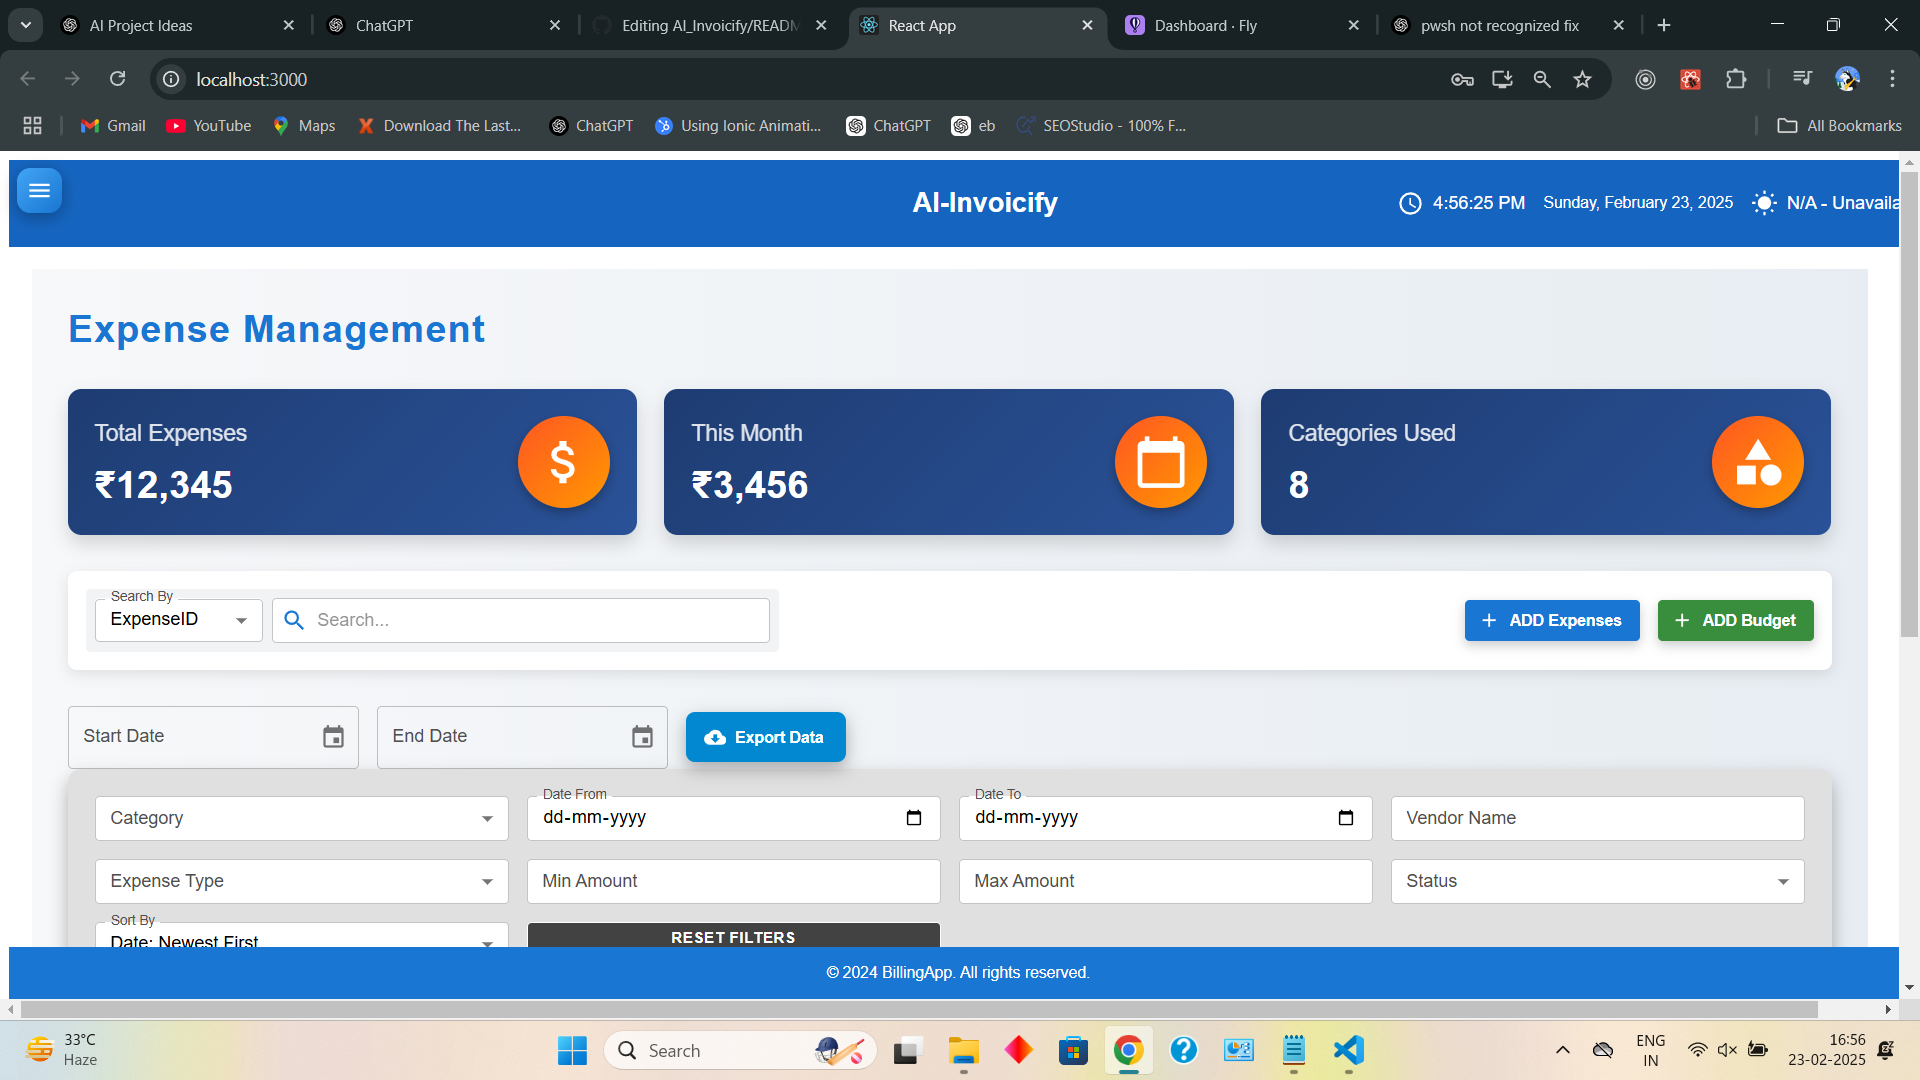 AI Project Ideas
ChatGPT
Editing AI_Invoicify/READM
React App
Dashboard · Fly
pwsh not recognized fix
localhost:3000
Gmail
YouTube
Maps
Download The Last...
ChatGPT
Using Ionic Animati...
ChatGPT
eb
SEOStudio - 100% F...
All Bookmarks
AI-Invoicify
4:56:25 PM
Sunday, February 23, 2025
N/A - Unavaila
Expense Management
Total Expenses
₹12,345
This Month
₹3,456
Categories Used
8
Search By
ExpenseID
Search...
ADD Expenses
ADD Budget
Start Date
End Date
Export Data
Category
Date From
dd-mm-yyyy
Date To
dd-mm-yyyy
Vendor Name
Expense Type
Min Amount
Max Amount
Status
Sort By
Date: Newest First
RESET FILTERS
© 2024 BillingApp. All rights reserved.
33°C
Haze
Search
ENG
IN
16:56
23-02-2025